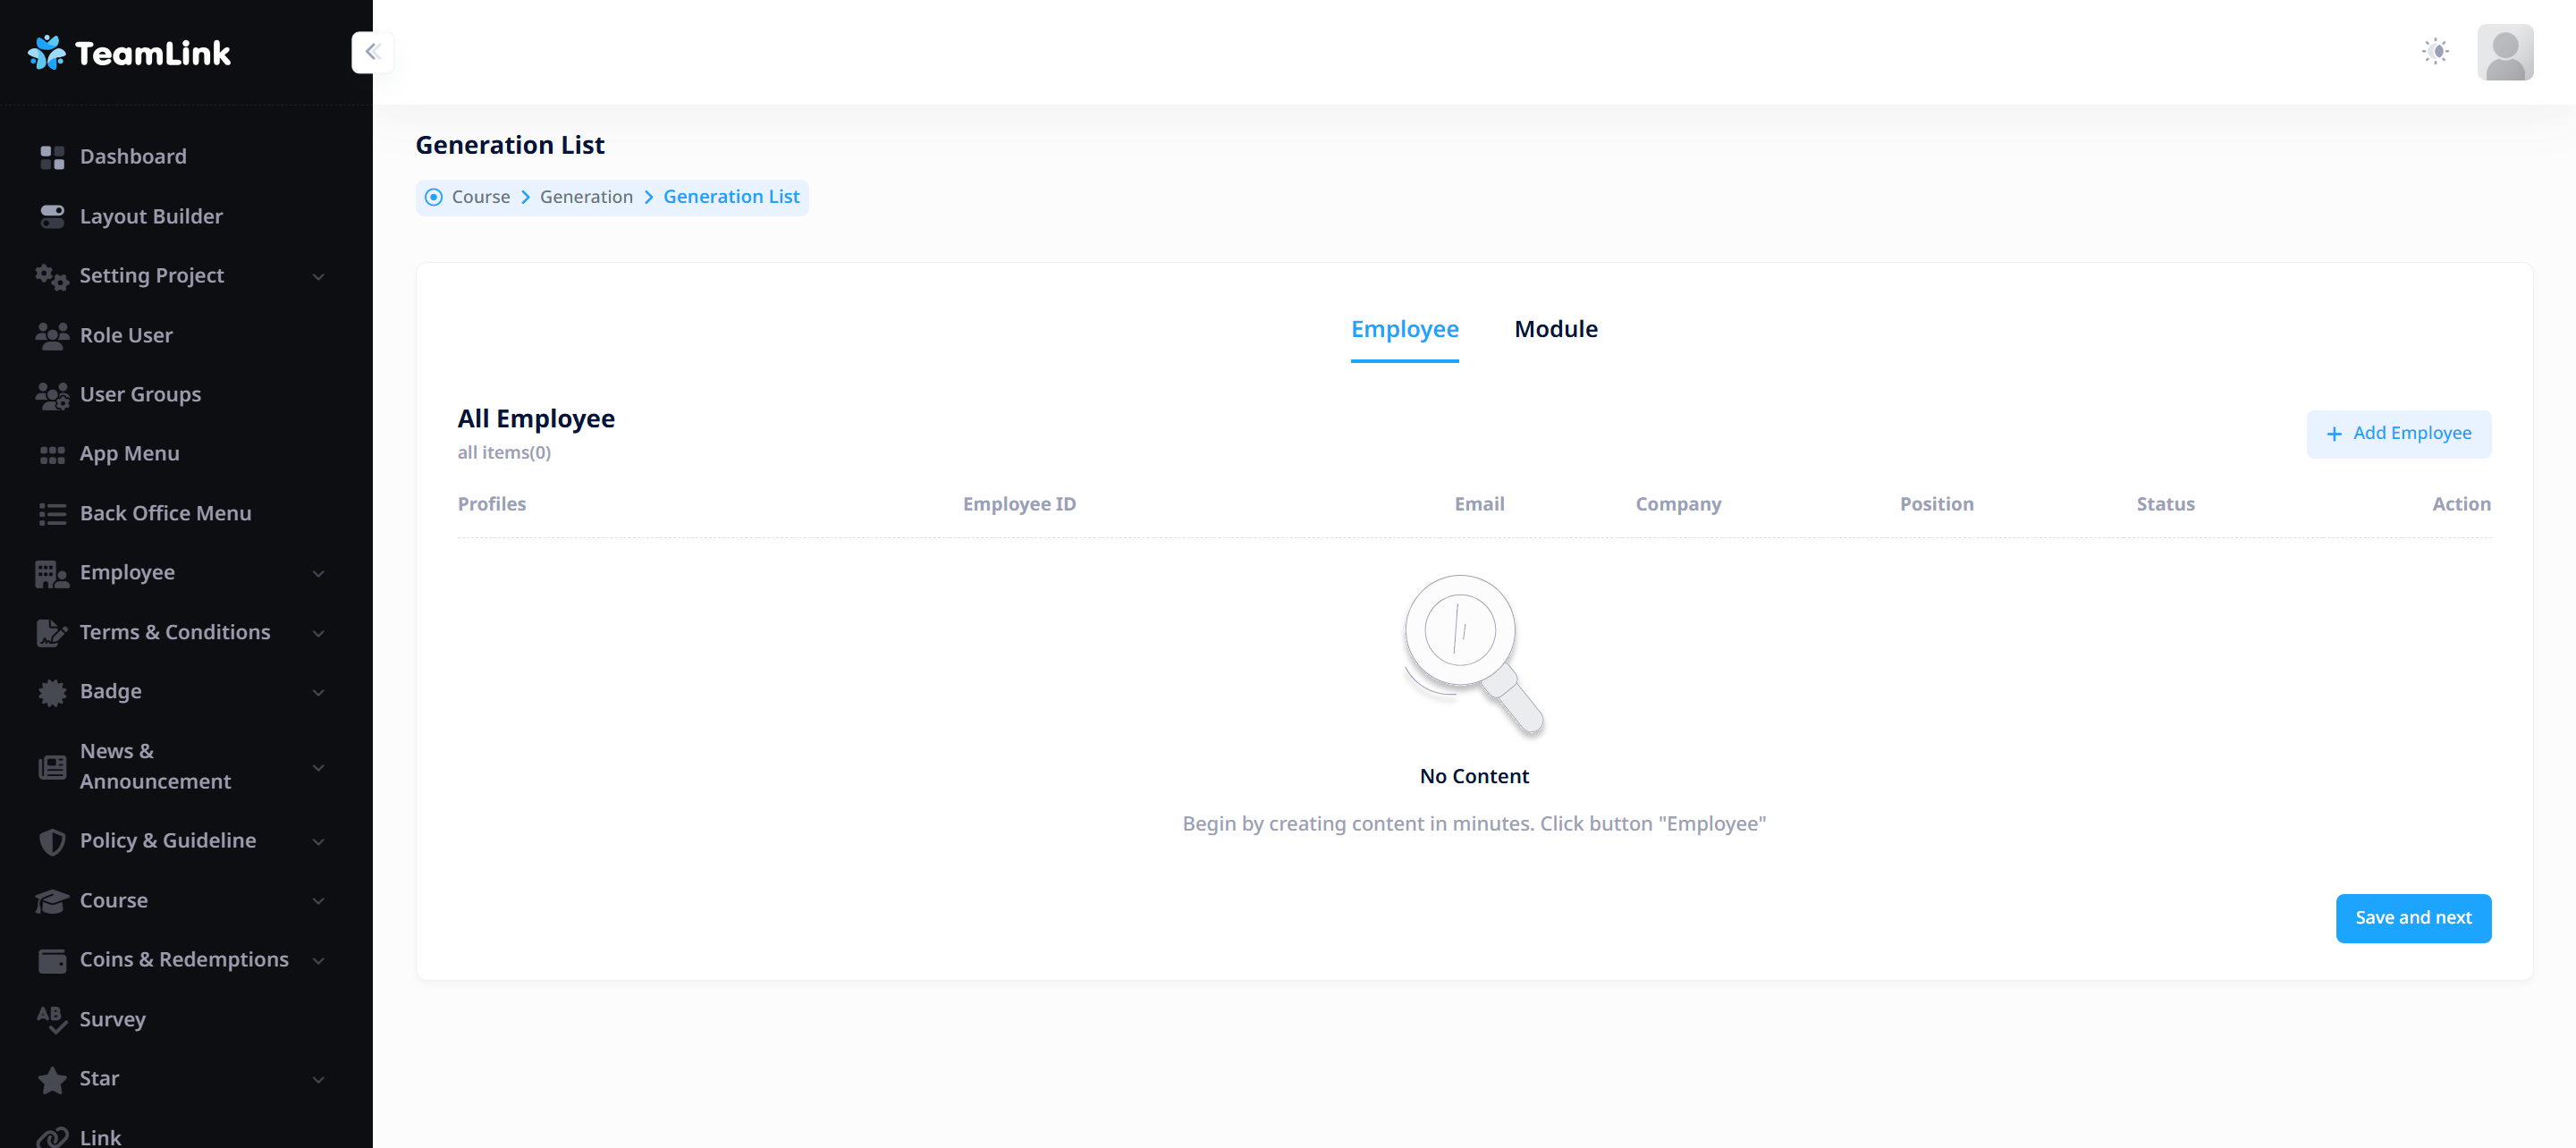 TeamLink
Dashboard
Layout Builder
Setting Project
Role User
User Groups
App Menu
Back Office Menu
Employee
Terms & Conditions
Badge
News &
Announcement
Policy & Guideline
Course
Coins & Redemptions
AB
Survey
Star
Link
Generation List
Course Generation Generation List
Employee Module
All Employee
all items(0)
+ Add Employee
Profiles Employee ID Email Company Position Status Action
No Content
Begin by creating content in minutes. Click button "Employee"
Save and next